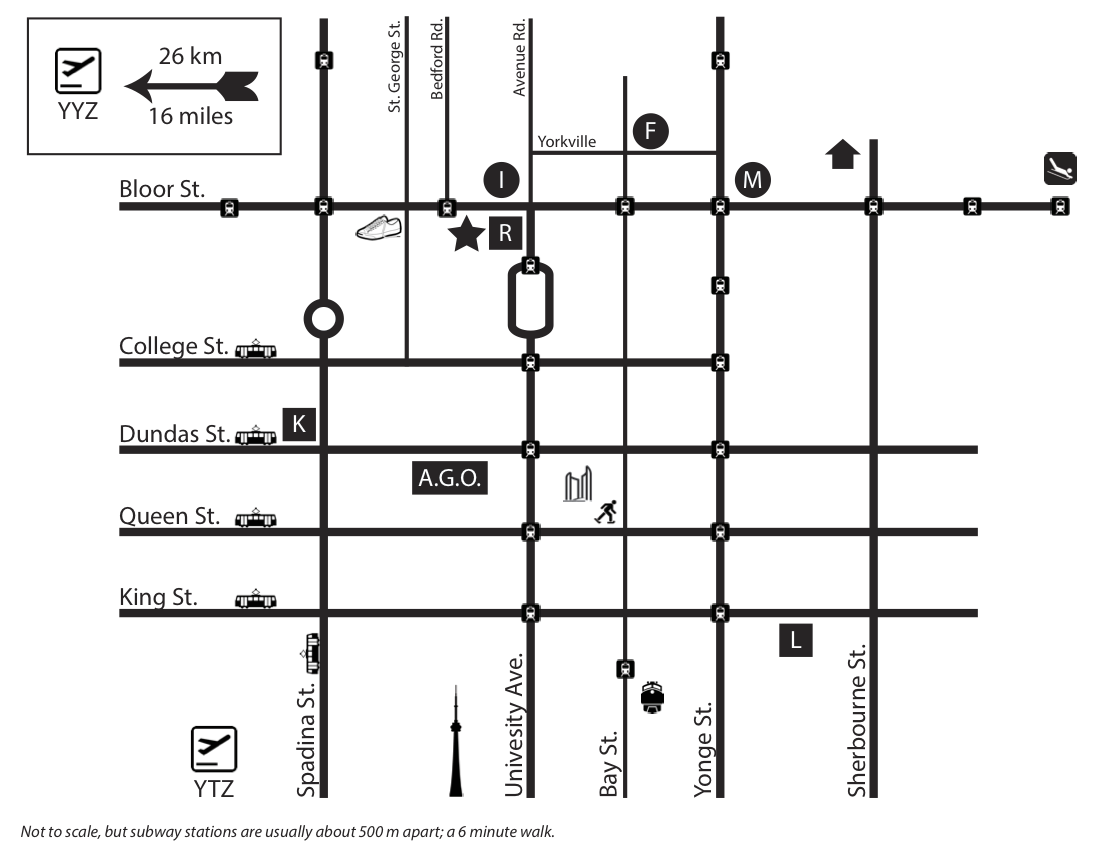 26 km
YYZ
16 miles
St. George St.
Bedford Rd.
Avenue Rd.
Yorkville
F
Bloor St.
I
M
R
College St.
K
Dundas St.
A.G.O.
Queen St.
King St.
L
Spadina St.
Univesity Ave.
Bay St.
Yonge St.
Sherbourne St.
YTZ
Not to scale, but subway stations are usually about 500 m apart; a 6 minute walk.